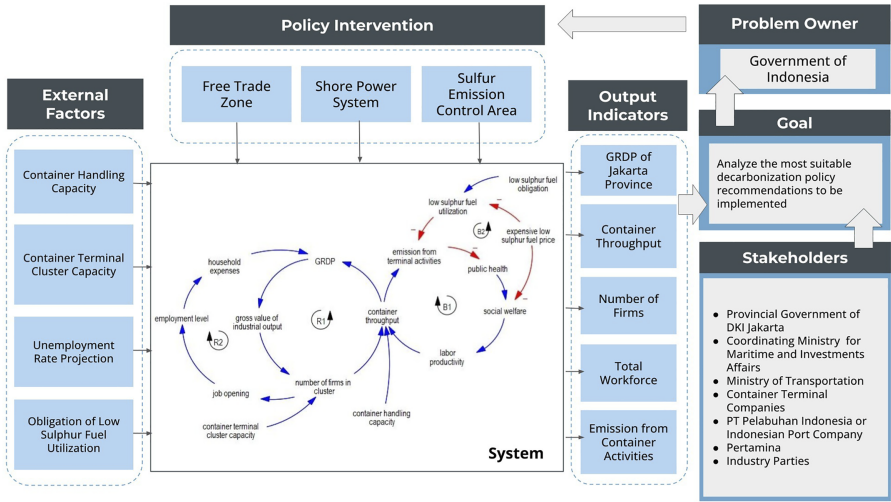 Policy Intervention
Free Trade
Zone
Shore Power
System
Sulfur
Emission
Control Area
External
Factors
Container Handling
Capacity
Container Terminal
Cluster Capacity
Unemployment
Rate Projection
Obligation of Low
Sulphur Fuel
Utilization
low sulphur fuel
obligation
low sulphur fuel
utilization
expensive low
sulphur fuel price
B2
emission from
terminal activities
public health
household
expenses
GRDP
employment level
gross value of
industrial output
R1
R2
container
throughput
B1
social welfare
labor
productivity
job opening
number of firms in
cluster
container terminal
cluster capacity
container handling
capacity
System
Output
Indicators
GRDP of
Jakarta
Province
Container
Throughput
Number of
Firms
Total
Workforce
Emission from
Container
Activities
Problem Owner
Government of
Indonesia
Goal
Analyze the most suitable
decarbonization policy
recommendations to be
implemented
Stakeholders
● Provincial Government of
DKI Jakarta
● Coordinating Ministry for
Maritime and Investments
Affairs
● Ministry of Transportation
● Container Terminal
Companies
● PT Pelabuhan Indonesia or
Indonesian Port Company
● Pertamina
● Industry Parties